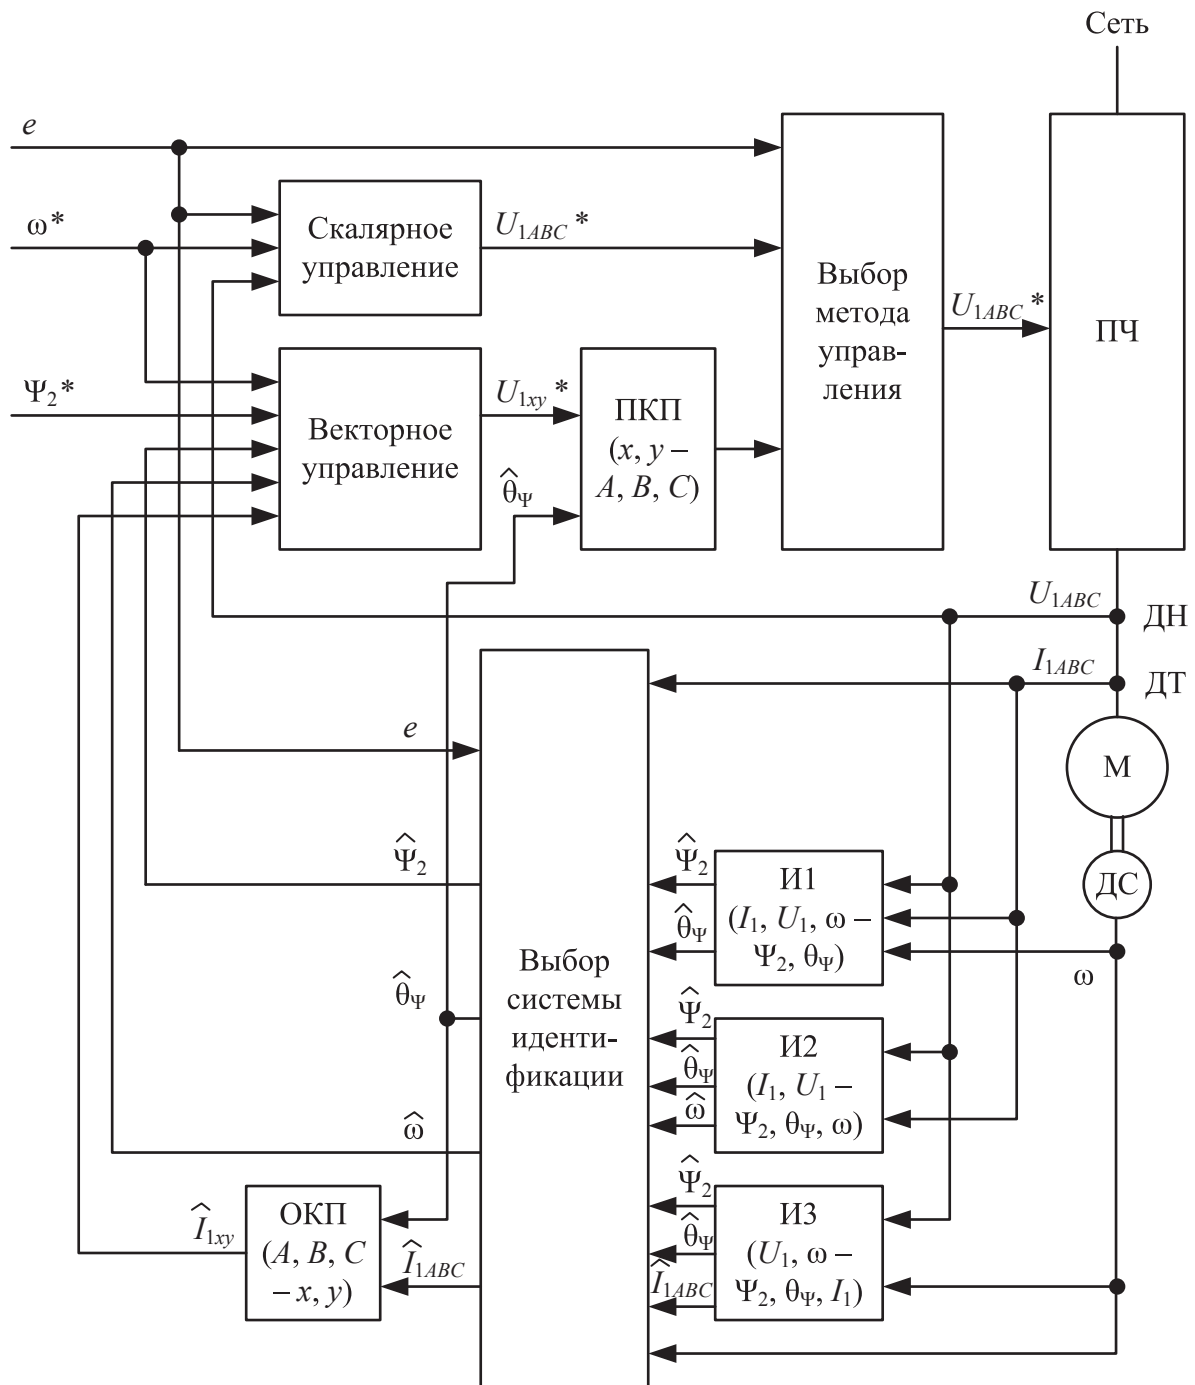 Сеть
e
ω*
Скалярное
управление
U1ABC *
Выбор
метода
управ-
ления
U1ABC *
ПЧ
Ψ2*
Векторное
управление
U1xy *
ПКП
(x, y –
A, B, C)
θ̂Ψ
U1ABC
ДН
I1ABC
ДТ
e
М
Ψ̂2
Ψ̂2
И1
(I1, U1, ω –
Ψ2, θΨ)
ДС
θ̂Ψ
ω
θ̂Ψ
Выбор
системы
иденти-
фикации
Ψ̂2
И2
(I1, U1 –
Ψ2, θΨ, ω)
θ̂Ψ
ω̂
ω̂
Ψ̂2
И3
(U1, ω –
Ψ2, θΨ, I1)
θ̂Ψ
Î1ABC
Î1xy
ОКП
(A, B, C
– x, y)
Î1ABC